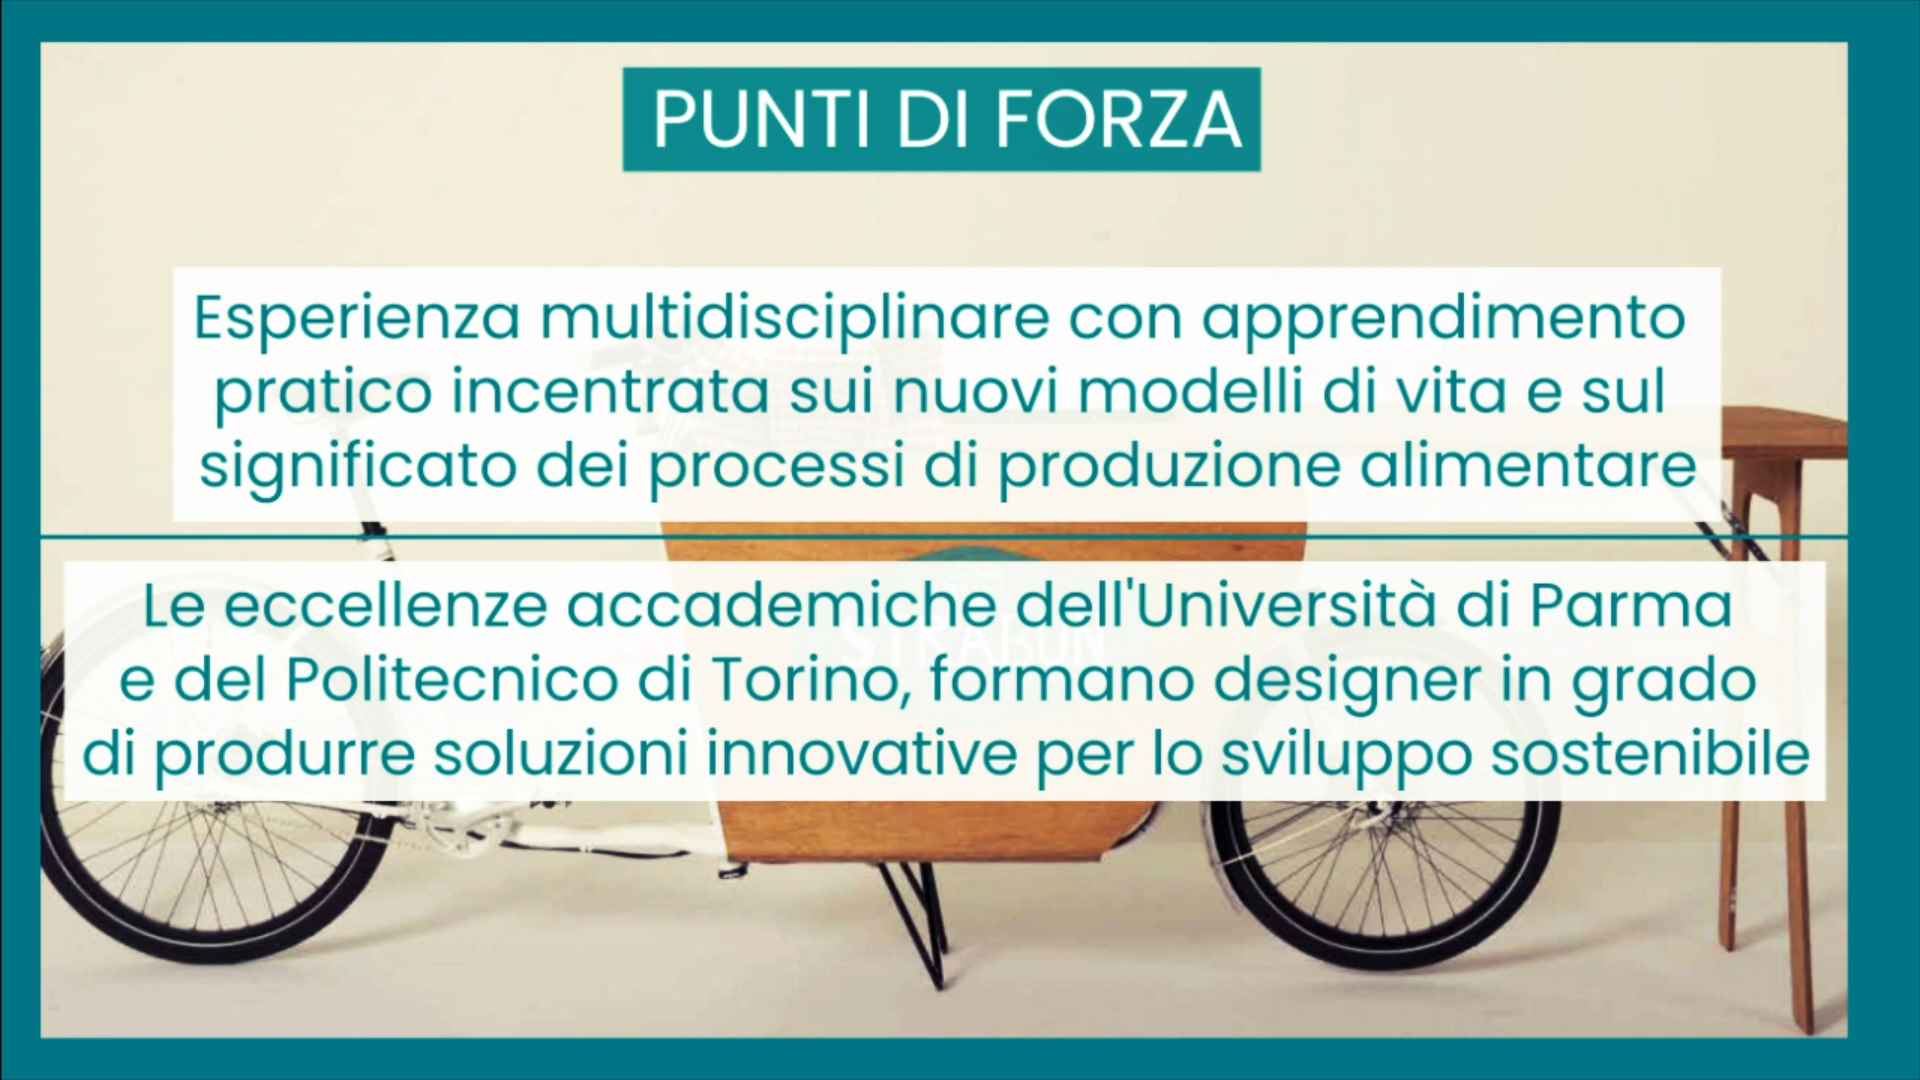 PUNTI DI FORZA
Esperienza multidisciplinare con apprendimento
pratico incentrata sui nuovi modelli di vita e sul
significato dei processi di produzione alimentare
Le eccellenze accademiche dell'Università di Parma
e del Politecnico di Torino, formano designer in grado
di produrre soluzioni innovative per lo sviluppo sostenibile